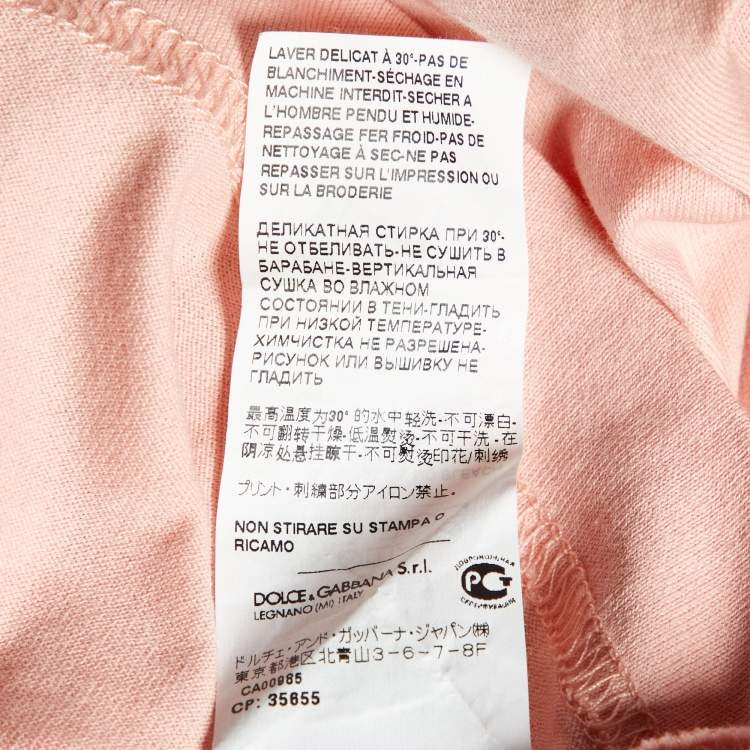 LAVER DELICAT À 30°-PAS DE
BLANCHIMENT-SÉCHAGE EN
MACHINE INTERDIT-SECHER A
L'HOMBRE PENDU ET HUMIDE-
REPASSAGE FER FROID-PAS DE
NETTOYAGE À SEC-NE PAS
REPASSER SUR L'IMPRESSION OU
SUR LA BRODERIE
ДЕЛИКАТНАЯ СТИРКА ПРИ 30°-
НЕ ОТБЕЛИВАТЬ-НЕ СУШИТЬ В
БАРАБАНЕ-ВЕРТИКАЛЬНАЯ
СУШКА ВО ВЛАЖНОМ
СОСТОЯНИИ В ТЕНИ-ГЛАДИТЬ
ПРИ НИЗКОЙ ТЕМПЕРАТУРЕ-
ХИМЧИСТКА НЕ РАЗРЕШЕНА-
РИСУНОК ИЛИ ВЫШИВКУ НЕ
ГЛАДИТЬ
最高温度为30°的水中轻洗-不可漂白-
不可翻转干燥-低温熨烫-不可干洗-在
阴凉处悬挂晾干-不可熨烫印花/刺绣
プリント・刺繍部分アイロン禁止.
NON STIRARE SU STAMPA O
RICAMO
DOLCE & GABBANA S.r.l.
LEGNANO (MI) ITALY
ДОБРОВОЛЬНАЯ
РСТ
СЕРТИФИКАЦИЯ
ドルチェ・アンド・ガッバーナ・ジャパン㈱
東京都港区北青山3-6-7-8F
CA00985
CP: 35655